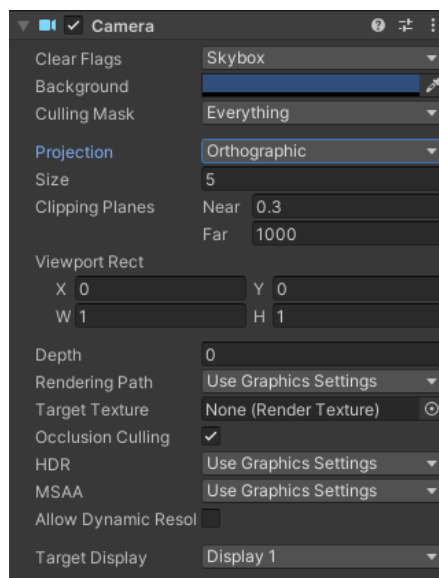 Camera
Clear Flags Skybox
Background
Culling Mask Everything
Projection Orthographic
Size 5
Clipping Planes Near 0.3
Far 1000
Viewport Rect
X 0 Y 0
W 1 H 1
Depth 0
Rendering Path Use Graphics Settings
Target Texture None (Render Texture)
Occlusion Culling
HDR Use Graphics Settings
MSAA Use Graphics Settings
Allow Dynamic Resol
Target Display Display 1